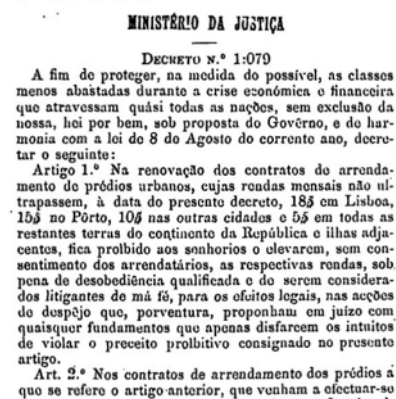 MINISTÉRIO DA JUSTIÇA
DECRETO N.º 1:079
A fim de proteger, na medida do possível, as classes
menos abastadas durante a crise económica e financeira
que atravessam quási todas as nações, sem exclusão da
nossa, hei por bem, sob proposta do Govêrno, e de har-
monia com a lei de 8 de Agosto do corrente ano, decre-
tar o seguinte:
Artigo 1.º Na renovação dos contratos de arrenda-
mento de prédios urbanos, cujas rendas mensais não ul-
trapassem, à data do presente decreto, 18$ em Lisboa,
15$ no Pôrto, 10$ nas outras cidades e 5$ em todas as
restantes terras do continente da República e ilhas adja-
centes, fica proïbido aos senhorios o elevarem, sem con-
sentimento dos arrendatários, as respectivas rendas, sob
pena de desobediência qualificada e de serem considera-
dos litigantes de má fé, para os efeitos legais, nas acções
de despêjo que, porventura, proponham em juízo com
quaisquer fundamentos que apenas disfarcem os intuitos
de violar o preceito prolbitivo consignado no presente
artigo.
Art. 2.º Nos contratos de arrendamento dos prédios a
que se refere o artigo anterior, que venham a efectuar-se